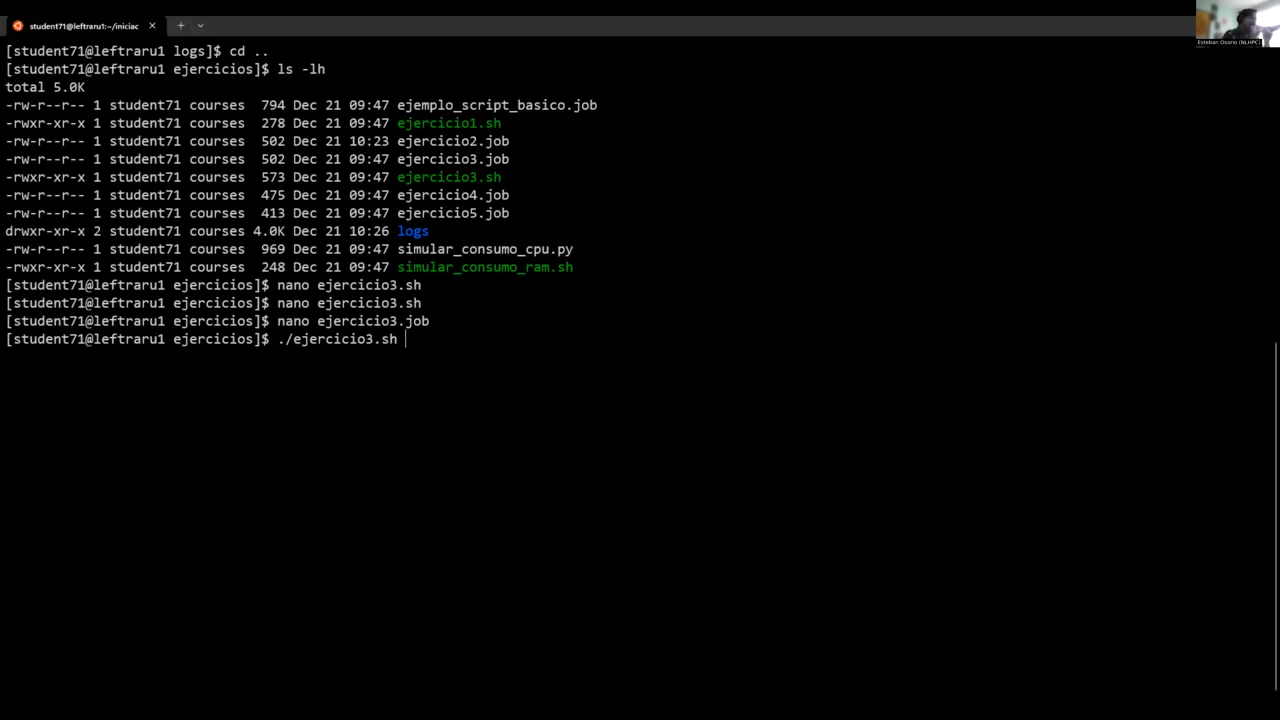 student71@leftraru1:~/iniciac
Esteban Osorio (NLHPC)
[student71@leftraru1 logs]$ cd ..
[student71@leftraru1 ejercicios]$ ls -lh
total 5.0K
-rw-r--r-- 1 student71 courses  794 Dec 21 09:47 ejemplo_script_basico.job
-rwxr-xr-x 1 student71 courses  278 Dec 21 09:47 ejercicio1.sh
-rw-r--r-- 1 student71 courses  502 Dec 21 10:23 ejercicio2.job
-rw-r--r-- 1 student71 courses  502 Dec 21 09:47 ejercicio3.job
-rwxr-xr-x 1 student71 courses  573 Dec 21 09:47 ejercicio3.sh
-rw-r--r-- 1 student71 courses  475 Dec 21 09:47 ejercicio4.job
-rw-r--r-- 1 student71 courses  413 Dec 21 09:47 ejercicio5.job
drwxr-xr-x 2 student71 courses 4.0K Dec 21 10:26 logs
-rw-r--r-- 1 student71 courses  969 Dec 21 09:47 simular_consumo_cpu.py
-rwxr-xr-x 1 student71 courses  248 Dec 21 09:47 simular_consumo_ram.sh
[student71@leftraru1 ejercicios]$ nano ejercicio3.sh
[student71@leftraru1 ejercicios]$ nano ejercicio3.sh
[student71@leftraru1 ejercicios]$ nano ejercicio3.job
[student71@leftraru1 ejercicios]$ ./ejercicio3.sh